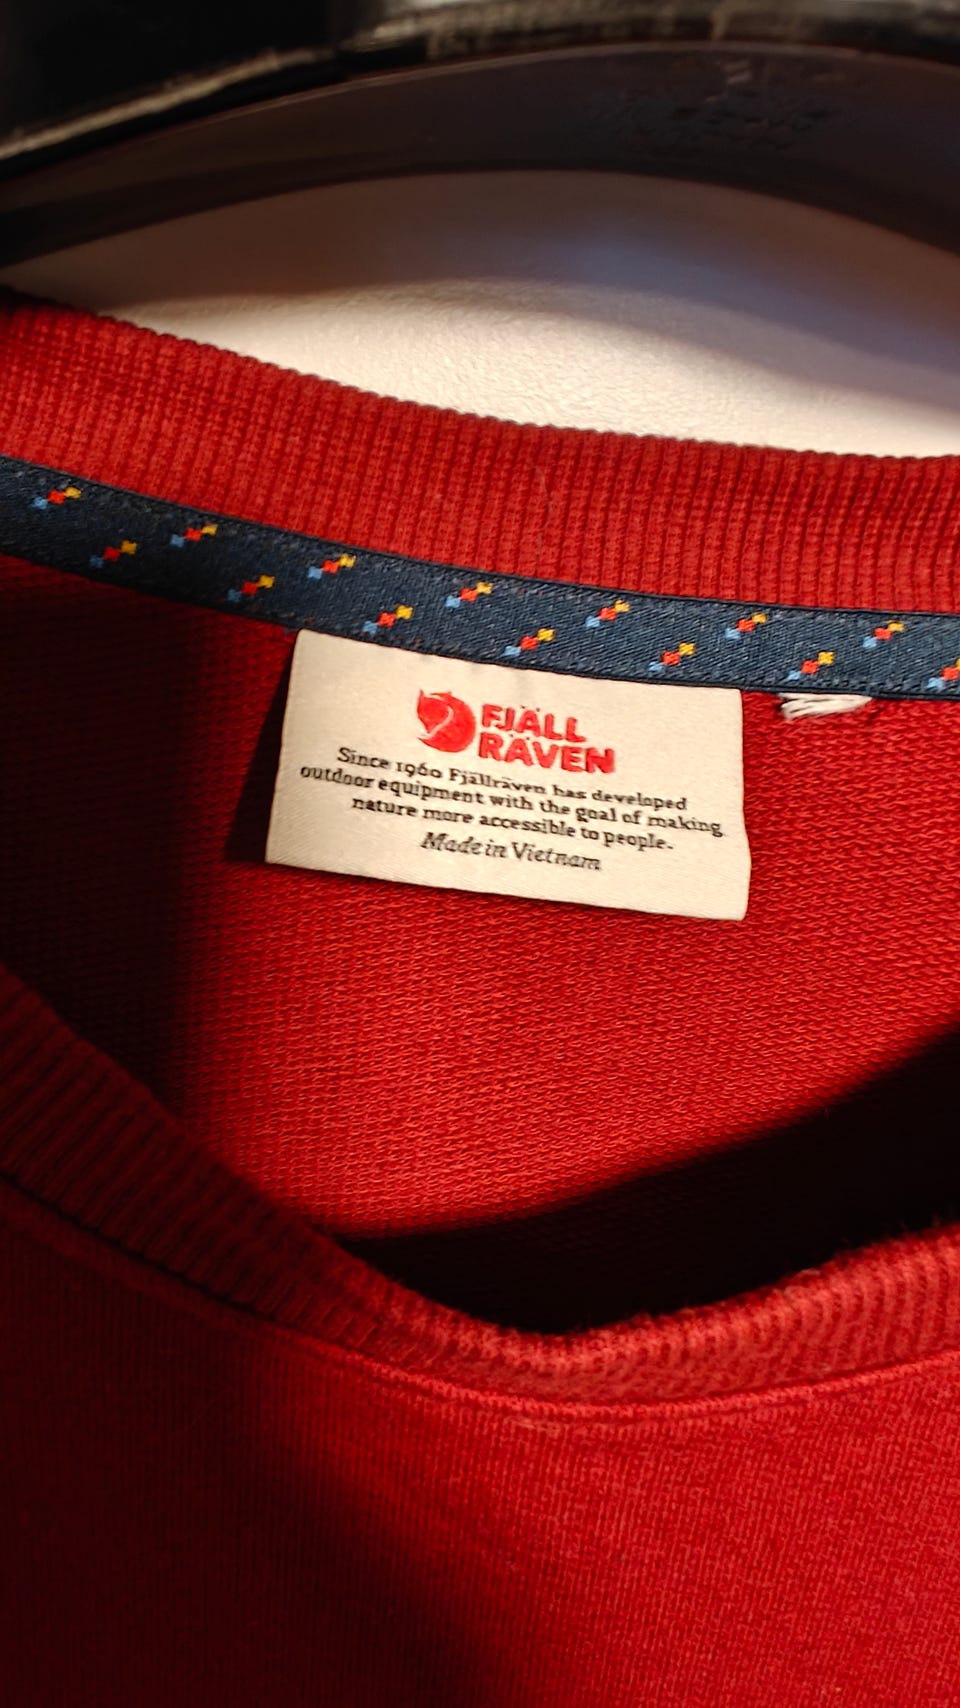 FJÄLL
RÄVEN
Since 1960 Fjällräven has developed
outdoor equipment with the goal of making
nature more accessible to people.
Made in Vietnam